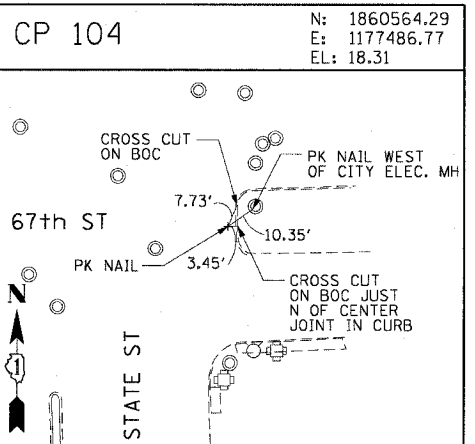 CP 104
N: 1860564.29
E: 1177486.77
EL: 18.31
CROSS CUT
ON BOC
PK NAIL WEST
OF CITY ELEC. MH
7.73'
67th ST
10.35'
PK NAIL
3.45'
CROSS CUT
ON BOC JUST
N OF CENTER
JOINT IN CURB
N
1
STATE ST